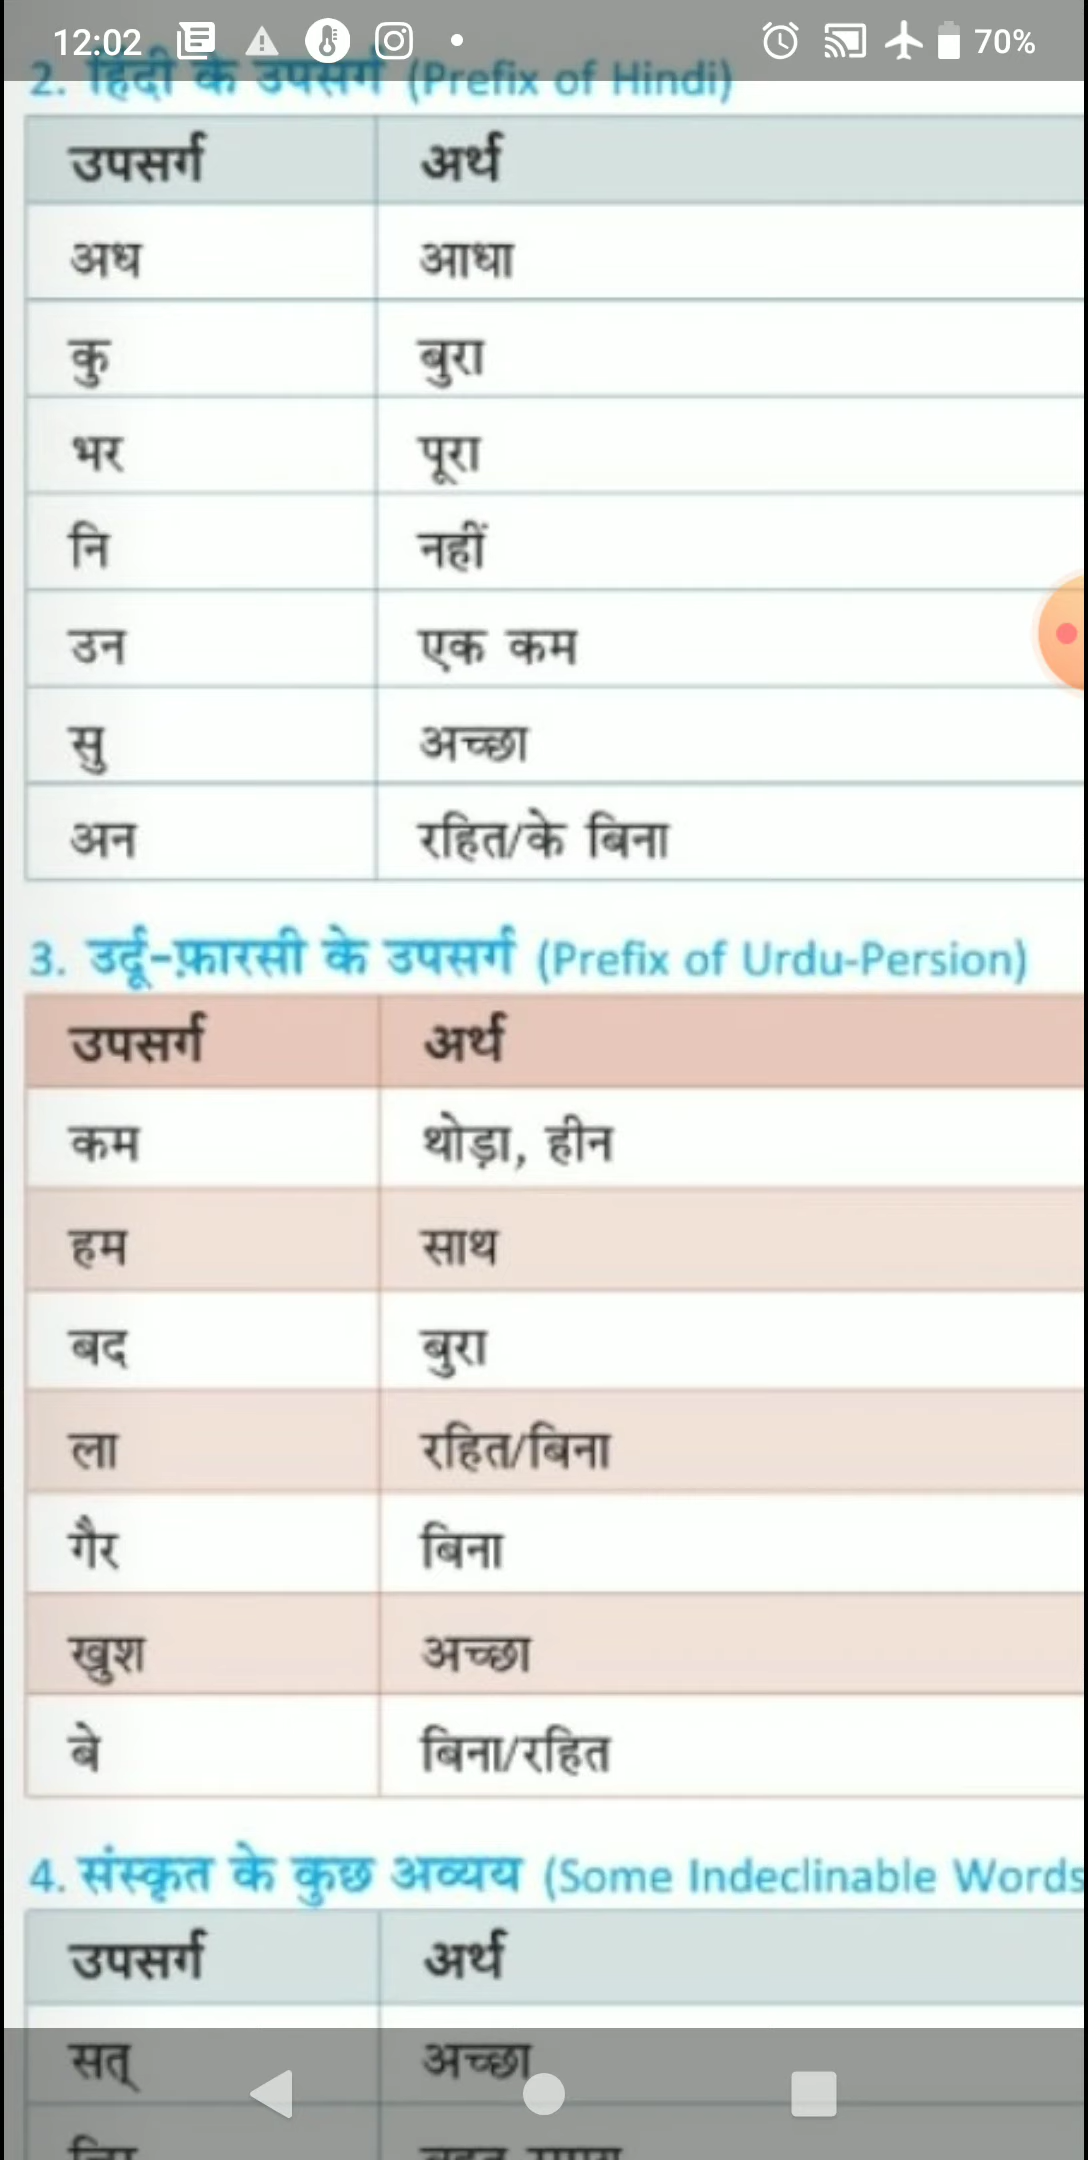 12:02 70%
2. हिंदी के उपसर्ग (Prefix of Hindi)
उपसर्ग अर्थ
अध आधा
कु बुरा
भर पूरा
नि नहीं
उन एक कम
सु अच्छा
अन रहित/के बिना
3. उर्दू-फ़ारसी के उपसर्ग (Prefix of Urdu-Persion)
उपसर्ग अर्थ
कम थोड़ा, हीन
हम साथ
बद बुरा
ला रहित/बिना
गैर बिना
खुश अच्छा
बे बिना/रहित
4. संस्कृत के कुछ अव्यय (Some Indeclinable Words
उपसर्ग अर्थ
सत् अच्छा